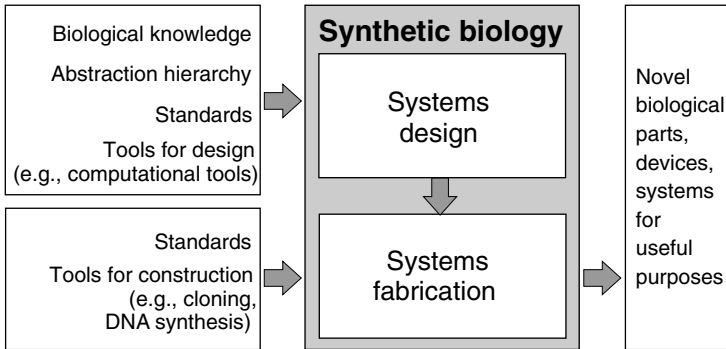 Biological knowledge
Abstraction hierarchy
Standards
Tools for design
(e.g., computational tools)
Standards
Tools for construction
(e.g., cloning,
DNA synthesis)
Synthetic biology
Systems
design
Systems
fabrication
Novel
biological
parts,
devices,
systems
for
useful
purposes